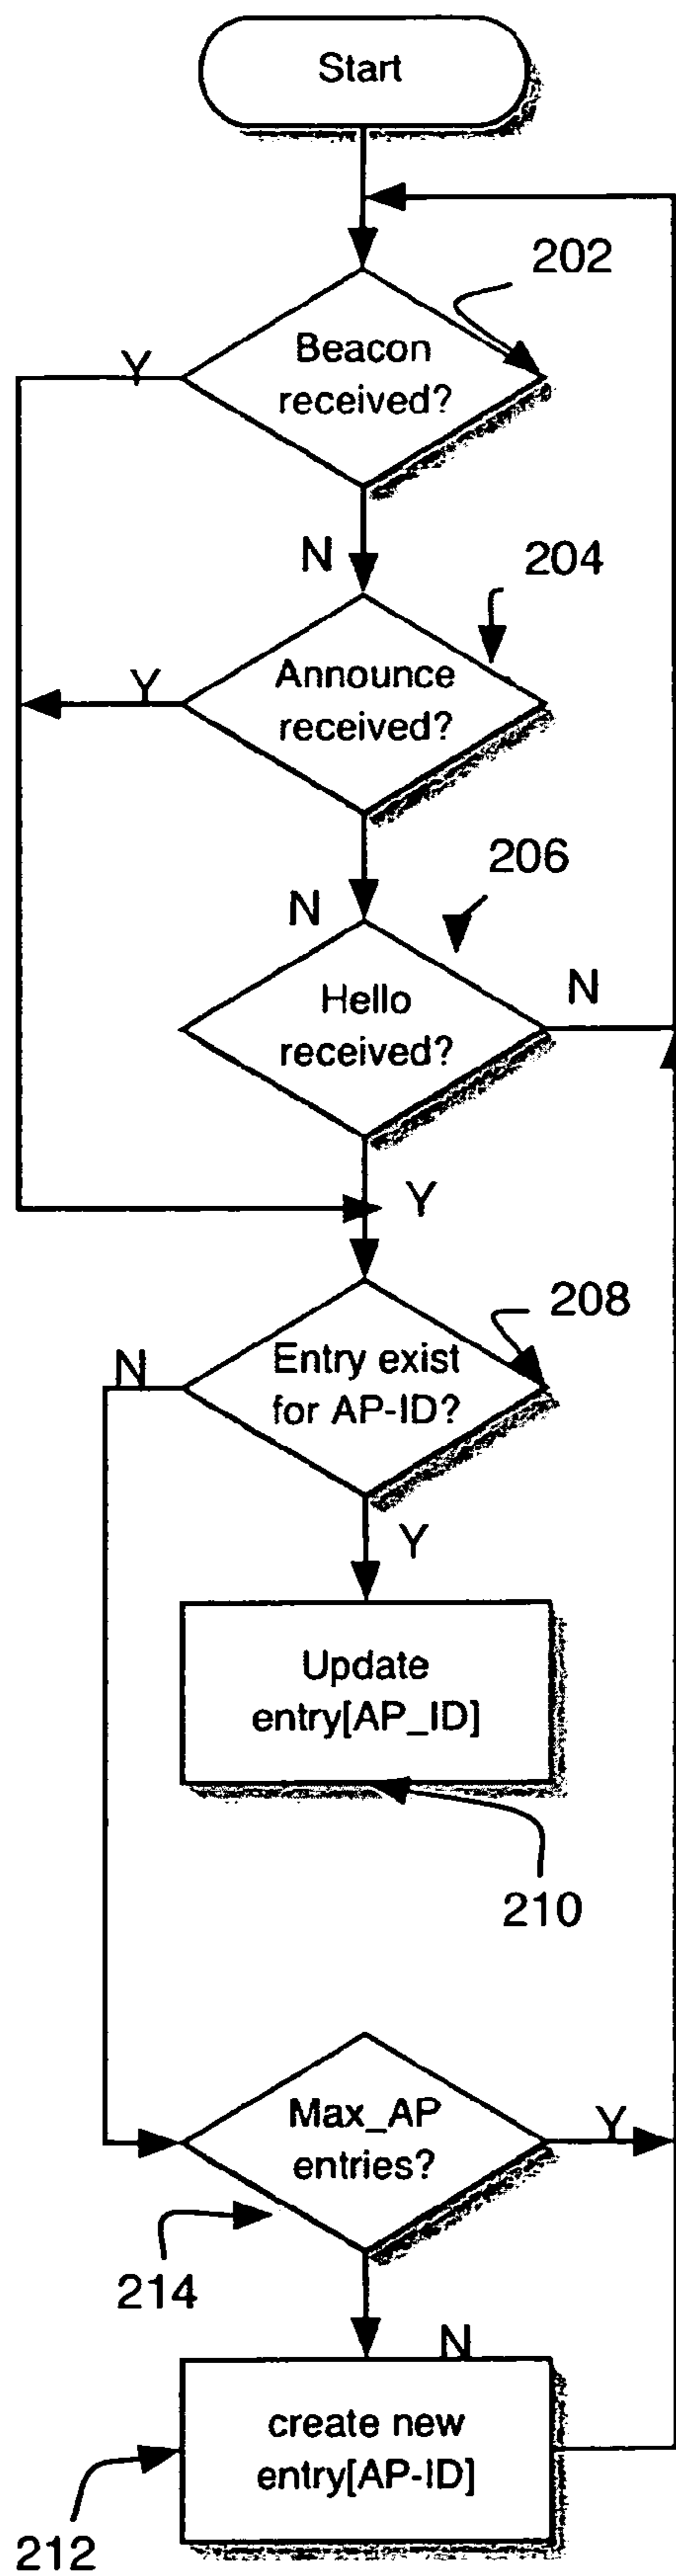 Start
202
Beacon
received?
Y
N
204
Announce
received?
Y
N
206
Hello
received?
N
Y
208
Entry exist
for AP-ID?
N
Y
Update
entry[AP_ID]
210
Max_AP
entries?
Y
214
N
create new
entry[AP-ID]
212